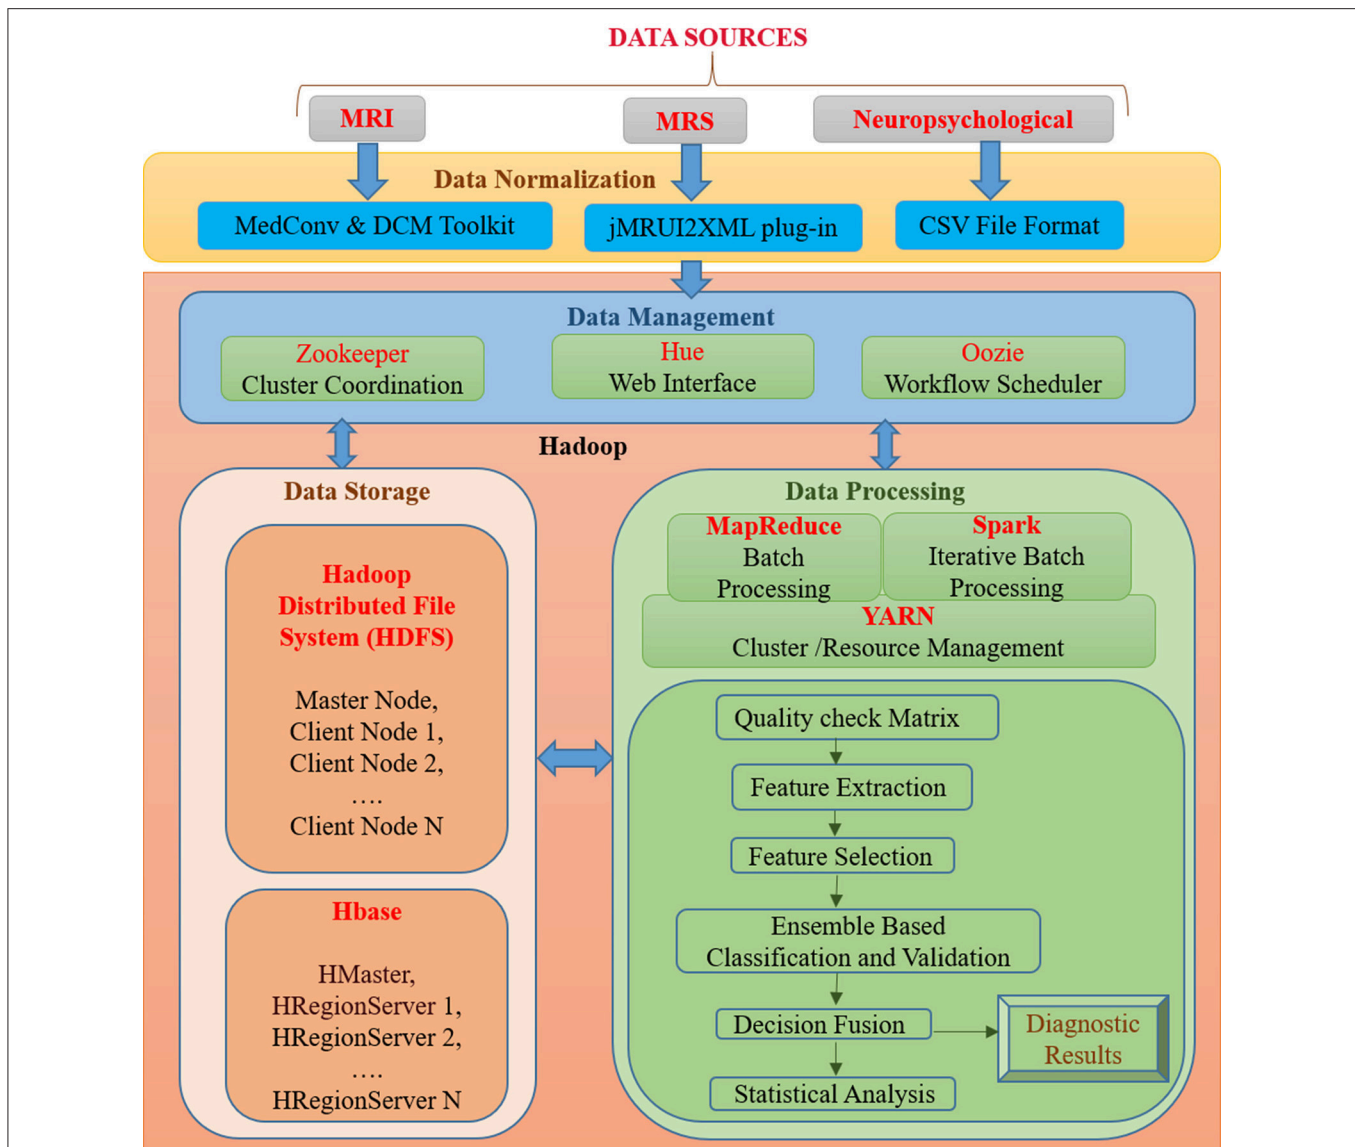 DATA SOURCES
MRI
MRS
Neuropsychological
Data Normalization
MedConv & DCM Toolkit
jMRUI2XML plug-in
CSV File Format
Data Management
Zookeeper
Cluster Coordination
Hue
Web Interface
Oozie
Workflow Scheduler
Hadoop
Data Storage
Hadoop
Distributed File
System (HDFS)
Master Node,
Client Node 1,
Client Node 2,
….
Client Node N
Hbase
HMaster,
HRegionServer 1,
HRegionServer 2,
….
HRegionServer N
Data Processing
MapReduce
Batch
Processing
Spark
Iterative Batch
Processing
YARN
Cluster /Resource Management
Quality check Matrix
Feature Extraction
Feature Selection
Ensemble Based
Classification and Validation
Decision Fusion
Diagnostic
Results
Statistical Analysis